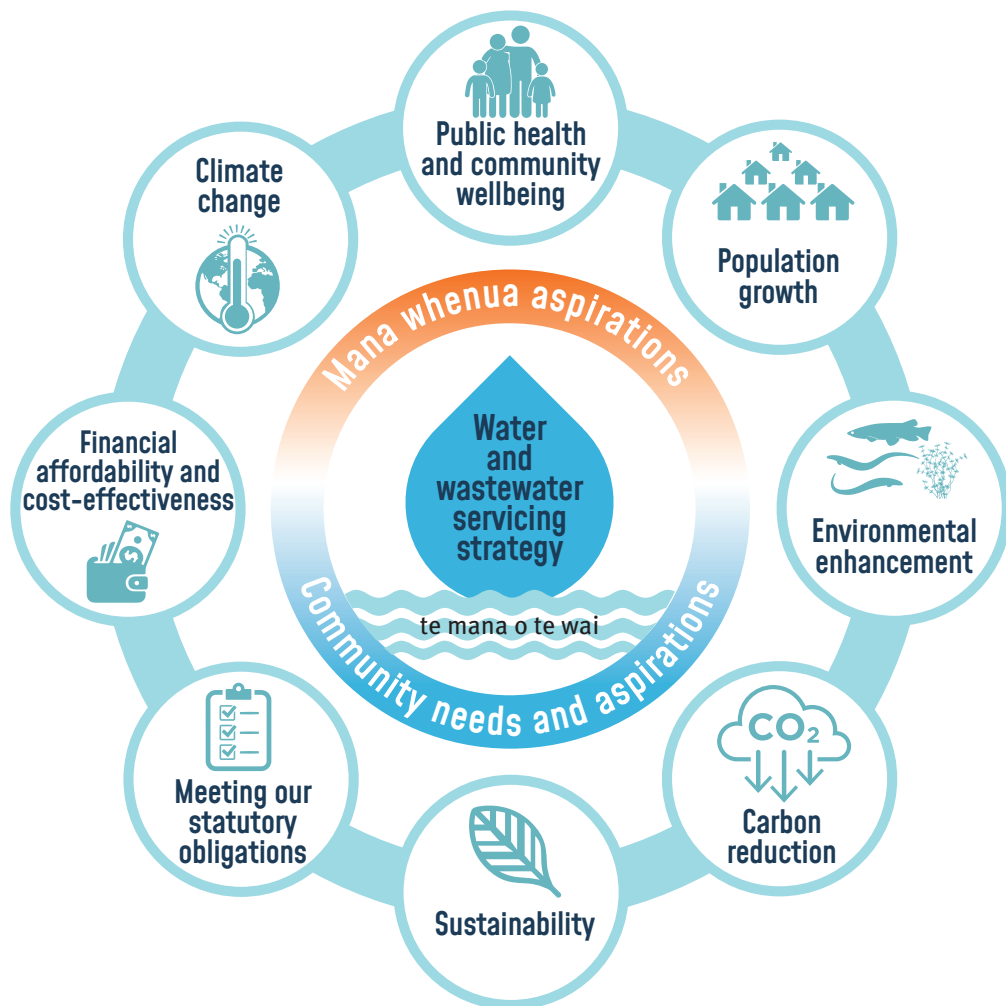 Public health
and community
wellbeing
Population
growth
Environmental
enhancement
Carbon
reduction
Sustainability
Meeting our
statutory
obligations
Financial
affordability and
cost-effectiveness
Climate
change
Mana whenua aspirations
Water
and
wastewater
servicing
strategy
te mana o te wai
Community needs and aspirations
CO₂
$